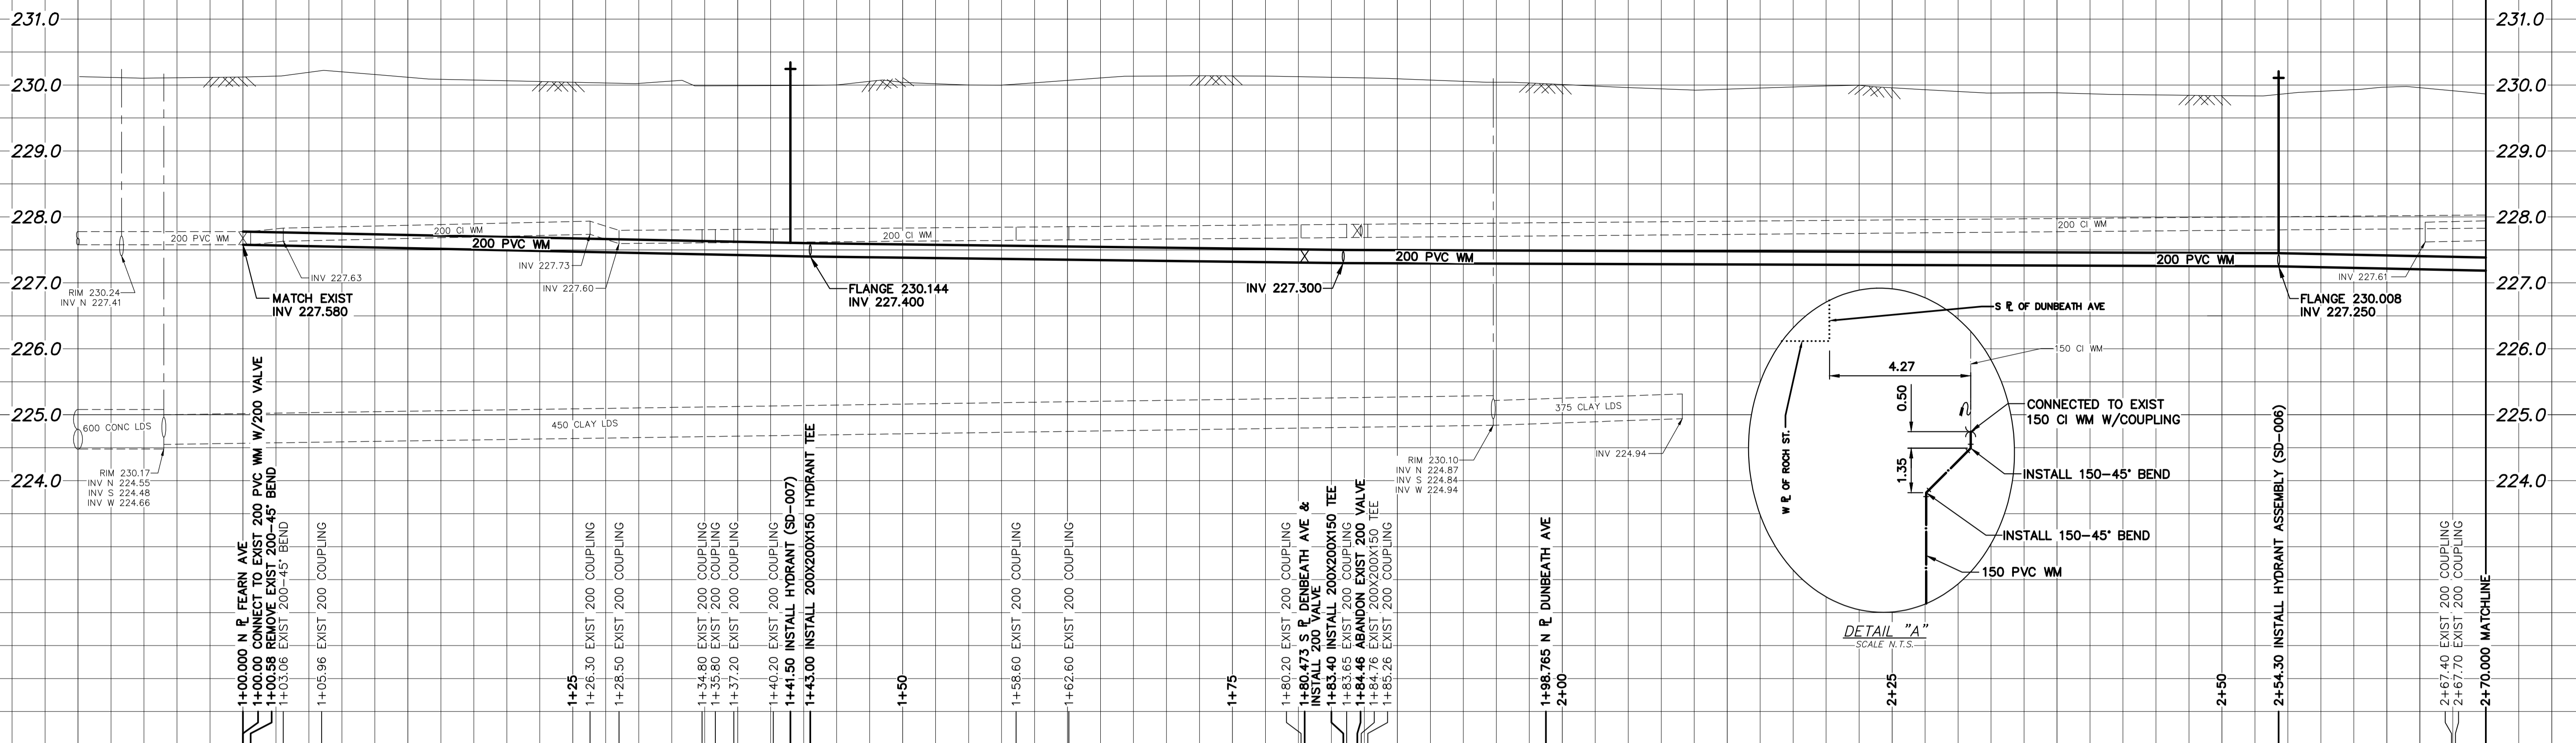 231.0
231.0
230.0
230.0
229.0
229.0
228.0
228.0
227.0
227.0
226.0
226.0
225.0
225.0
224.0
224.0
200 PVC WM
200 CI WM
200 PVC WM
200 CI WM
200 PVC WM
200 CI WM
200 PVC WM
RIM 230.24
INV N 227.41
INV 227.63
MATCH EXIST
INV 227.580
INV 227.73
INV 227.60
FLANGE 230.144
INV 227.400
INV 227.300
INV 227.61
FLANGE 230.008
INV 227.250
600 CONC LDS
450 CLAY LDS
375 CLAY LDS
RIM 230.17
INV N 224.55
INV S 224.48
INV W 224.66
RIM 230.10
INV N 224.87
INV S 224.84
INV W 224.94
INV 224.94
S PL OF DUNBEATH AVE
150 CI WM
4.27
0.50
CONNECTED TO EXIST
150 CI WM W/COUPLING
1.35
INSTALL 150-45° BEND
INSTALL 150-45° BEND
W PL OF ROCH ST.
150 PVC WM
DETAIL "A"
SCALE N.T.S.
1+00.000 N PL FEARN AVE
1+00.00 CONNECT TO EXIST 200 PVC WM W/200 VALVE
1+00.58 REMOVE EXIST 200-45° BEND
1+03.06 EXIST 200-45° BEND
1+05.96 EXIST 200 COUPLING
1+25
1+26.30 EXIST 200 COUPLING
1+28.50 EXIST 200 COUPLING
1+34.80 EXIST 200 COUPLING
1+35.80 EXIST 200 COUPLING
1+37.20 EXIST 200 COUPLING
1+40.20 EXIST 200 COUPLING
1+41.50 INSTALL HYDRANT (SD-007)
1+43.00 INSTALL 200X200X150 HYDRANT TEE
1+50
1+58.60 EXIST 200 COUPLING
1+62.60 EXIST 200 COUPLING
1+75
1+80.20 EXIST 200 COUPLING
1+80.473 S PL DENBEATH AVE &
INSTALL 200 VALVE
1+83.40 INSTALL 200X200X150 TEE
1+83.65 EXIST 200 COUPLING
1+84.46 ABANDON EXIST 200 VALVE
1+84.76 EXIST 200X200X150 TEE
1+85.26 EXIST 200 COUPLING
1+98.765 N PL DUNBEATH AVE
2+00
2+25
2+50
2+54.30 INSTALL HYDRANT ASSEMBLY (SD-006)
2+67.40 EXIST 200 COUPLING
2+67.70 EXIST 200 COUPLING
2+70.000 MATCHLINE